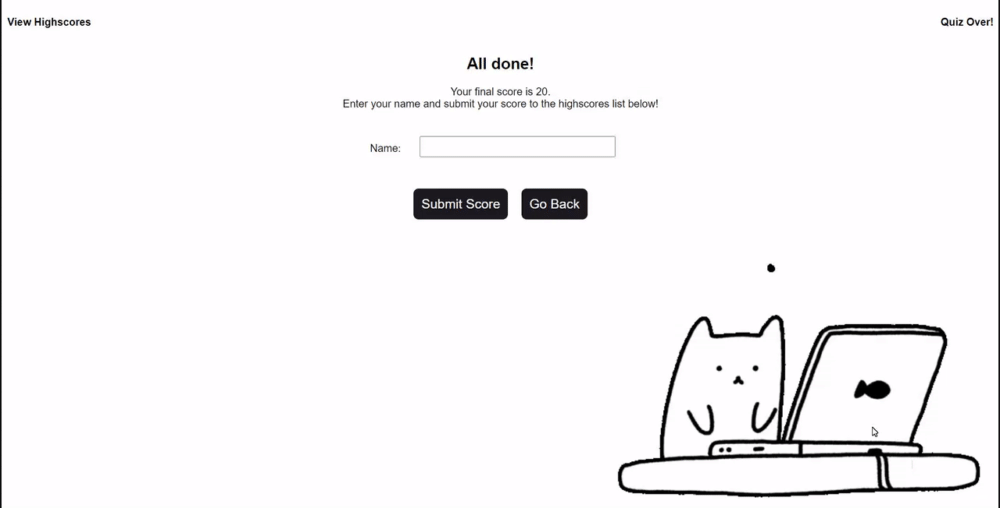 View Highscores
Quiz Over!
All done!
Your final score is 20.
Enter your name and submit your score to the highscores list below!
Name:
Submit Score
Go Back